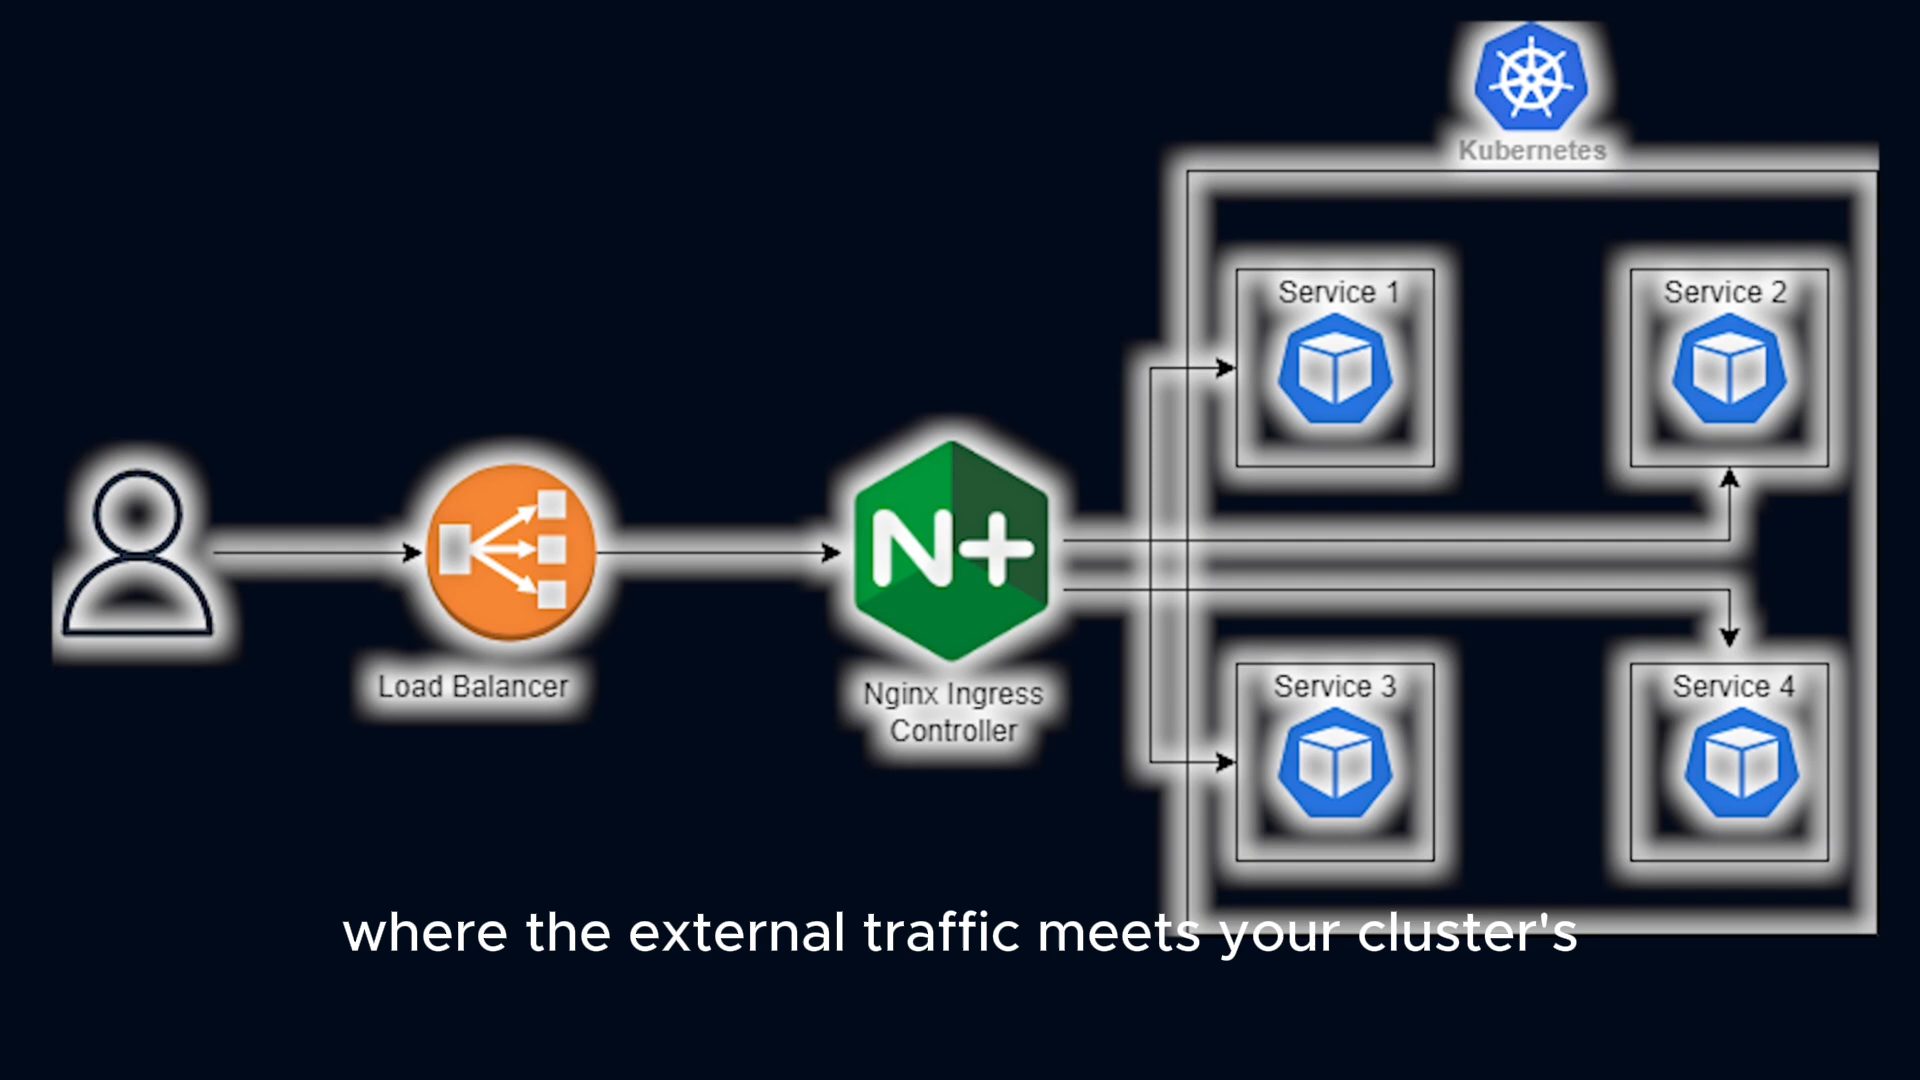 Kubernetes
Service 1
Service 2
N+
Load Balancer
Nginx Ingress
Controller
Service 3
Service 4
where the external traffic meets your cluster's